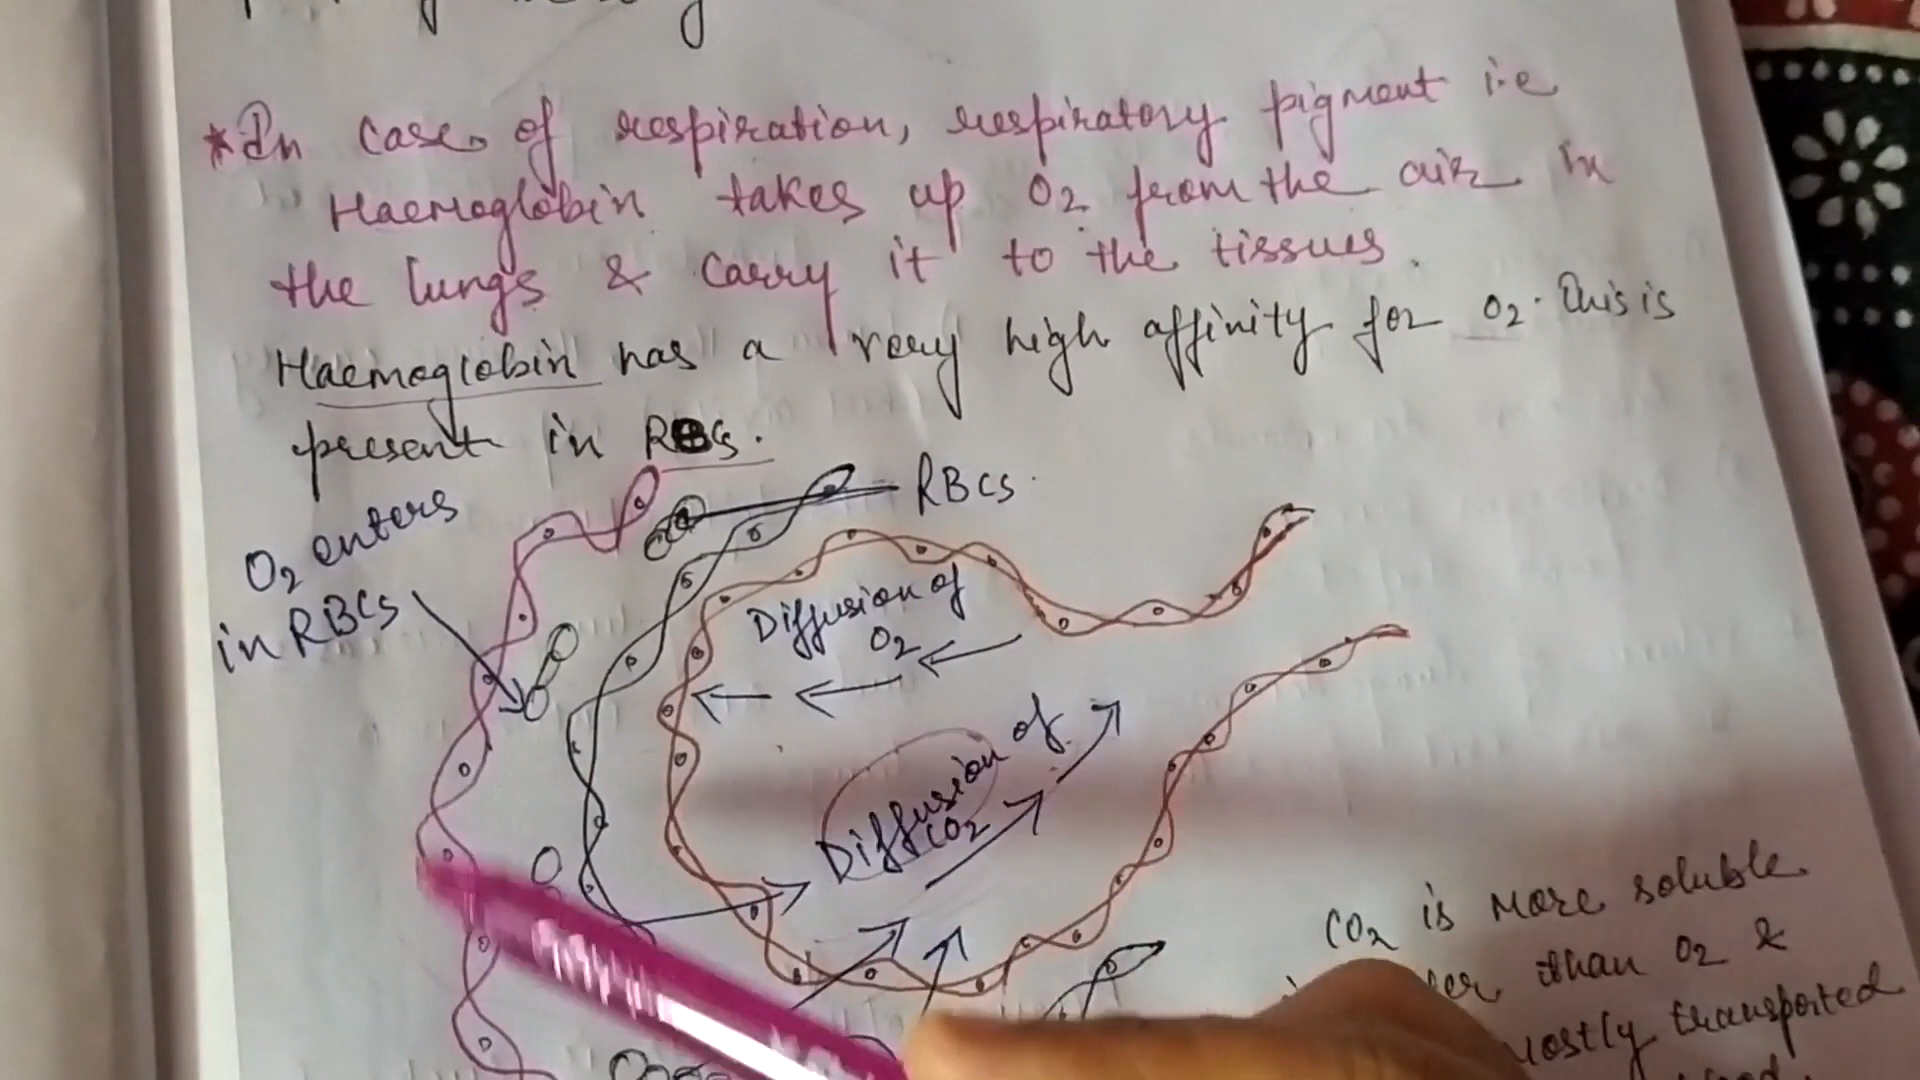 *In case of respiration, respiratory pigment i.e
Haemoglobin takes up O2 from the air in
the lungs & carry it to the tissues.
Haemoglobin has a very high affinity for O2. This is
present in RBCs.
O2 enters
in RBCs
RBCs
Diffusion of
O2
Diffusion of
CO2
CO2 is more soluble
than O2 &
mostly transported